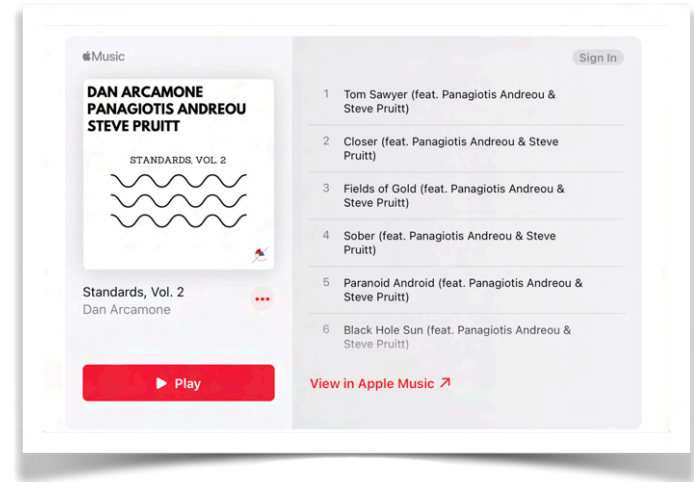 Music
Sign In
DAN ARCAMONE
PANAGIOTIS ANDREOU
STEVE PRUITT
STANDARDS, VOL. 2
Standards, Vol. 2
Dan Arcamone
Play
1 Tom Sawyer (feat. Panagiotis Andreou &
Steve Pruitt)
2 Closer (feat. Panagiotis Andreou & Steve
Pruitt)
3 Fields of Gold (feat. Panagiotis Andreou &
Steve Pruitt)
4 Sober (feat. Panagiotis Andreou & Steve
Pruitt)
5 Paranoid Android (feat. Panagiotis Andreou &
Steve Pruitt)
6 Black Hole Sun (feat. Panagiotis Andreou &
Steve Pruitt)
View in Apple Music